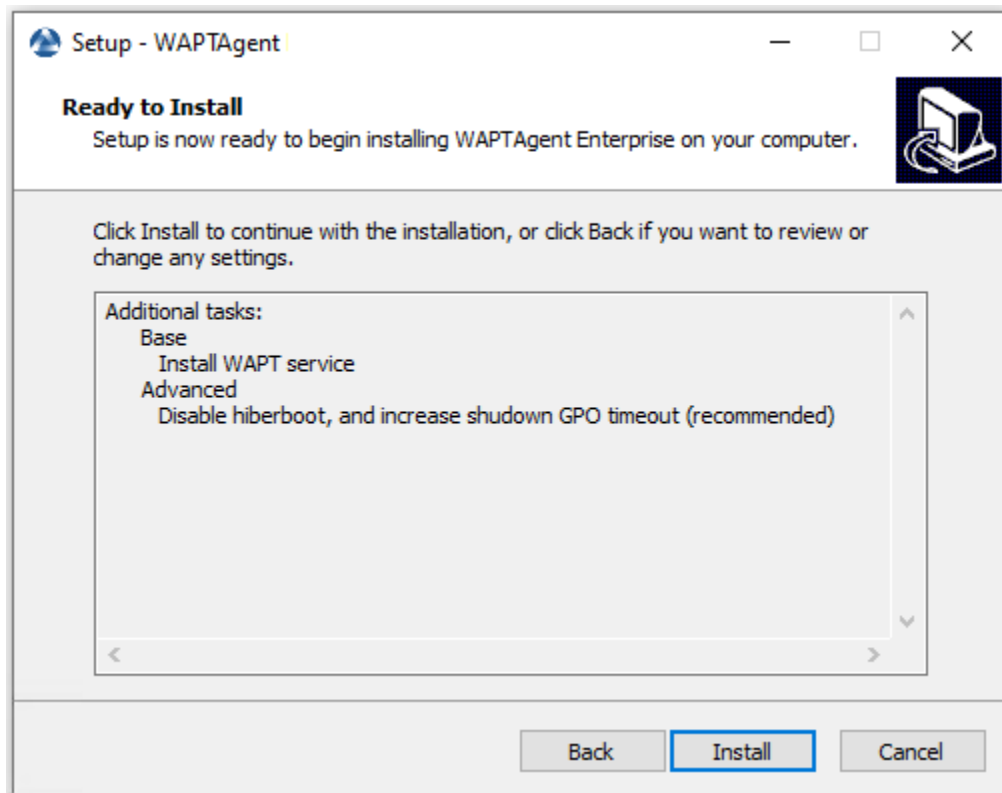 Setup - WAPTAgent
Ready to Install
Setup is now ready to begin installing WAPTAgent Enterprise on your computer.
Click Install to continue with the installation, or click Back if you want to review or
change any settings.
Additional tasks:
Base
Install WAPT service
Advanced
Disable hiberboot, and increase shudown GPO timeout (recommended)
Back
Install
Cancel